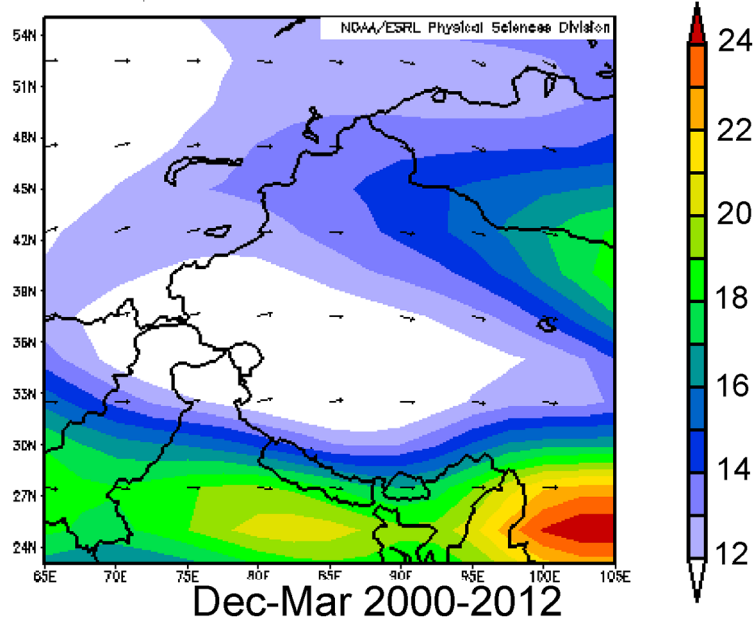 NOAA/ESRL Physical Sciences Division
54N
51N
48N
45N
42N
39N
36N
33N
30N
27N
24N
65E 70E 75E 80E 85E 90E 95E 100E 105E
24
22
20
18
16
14
12
Dec-Mar 2000-2012